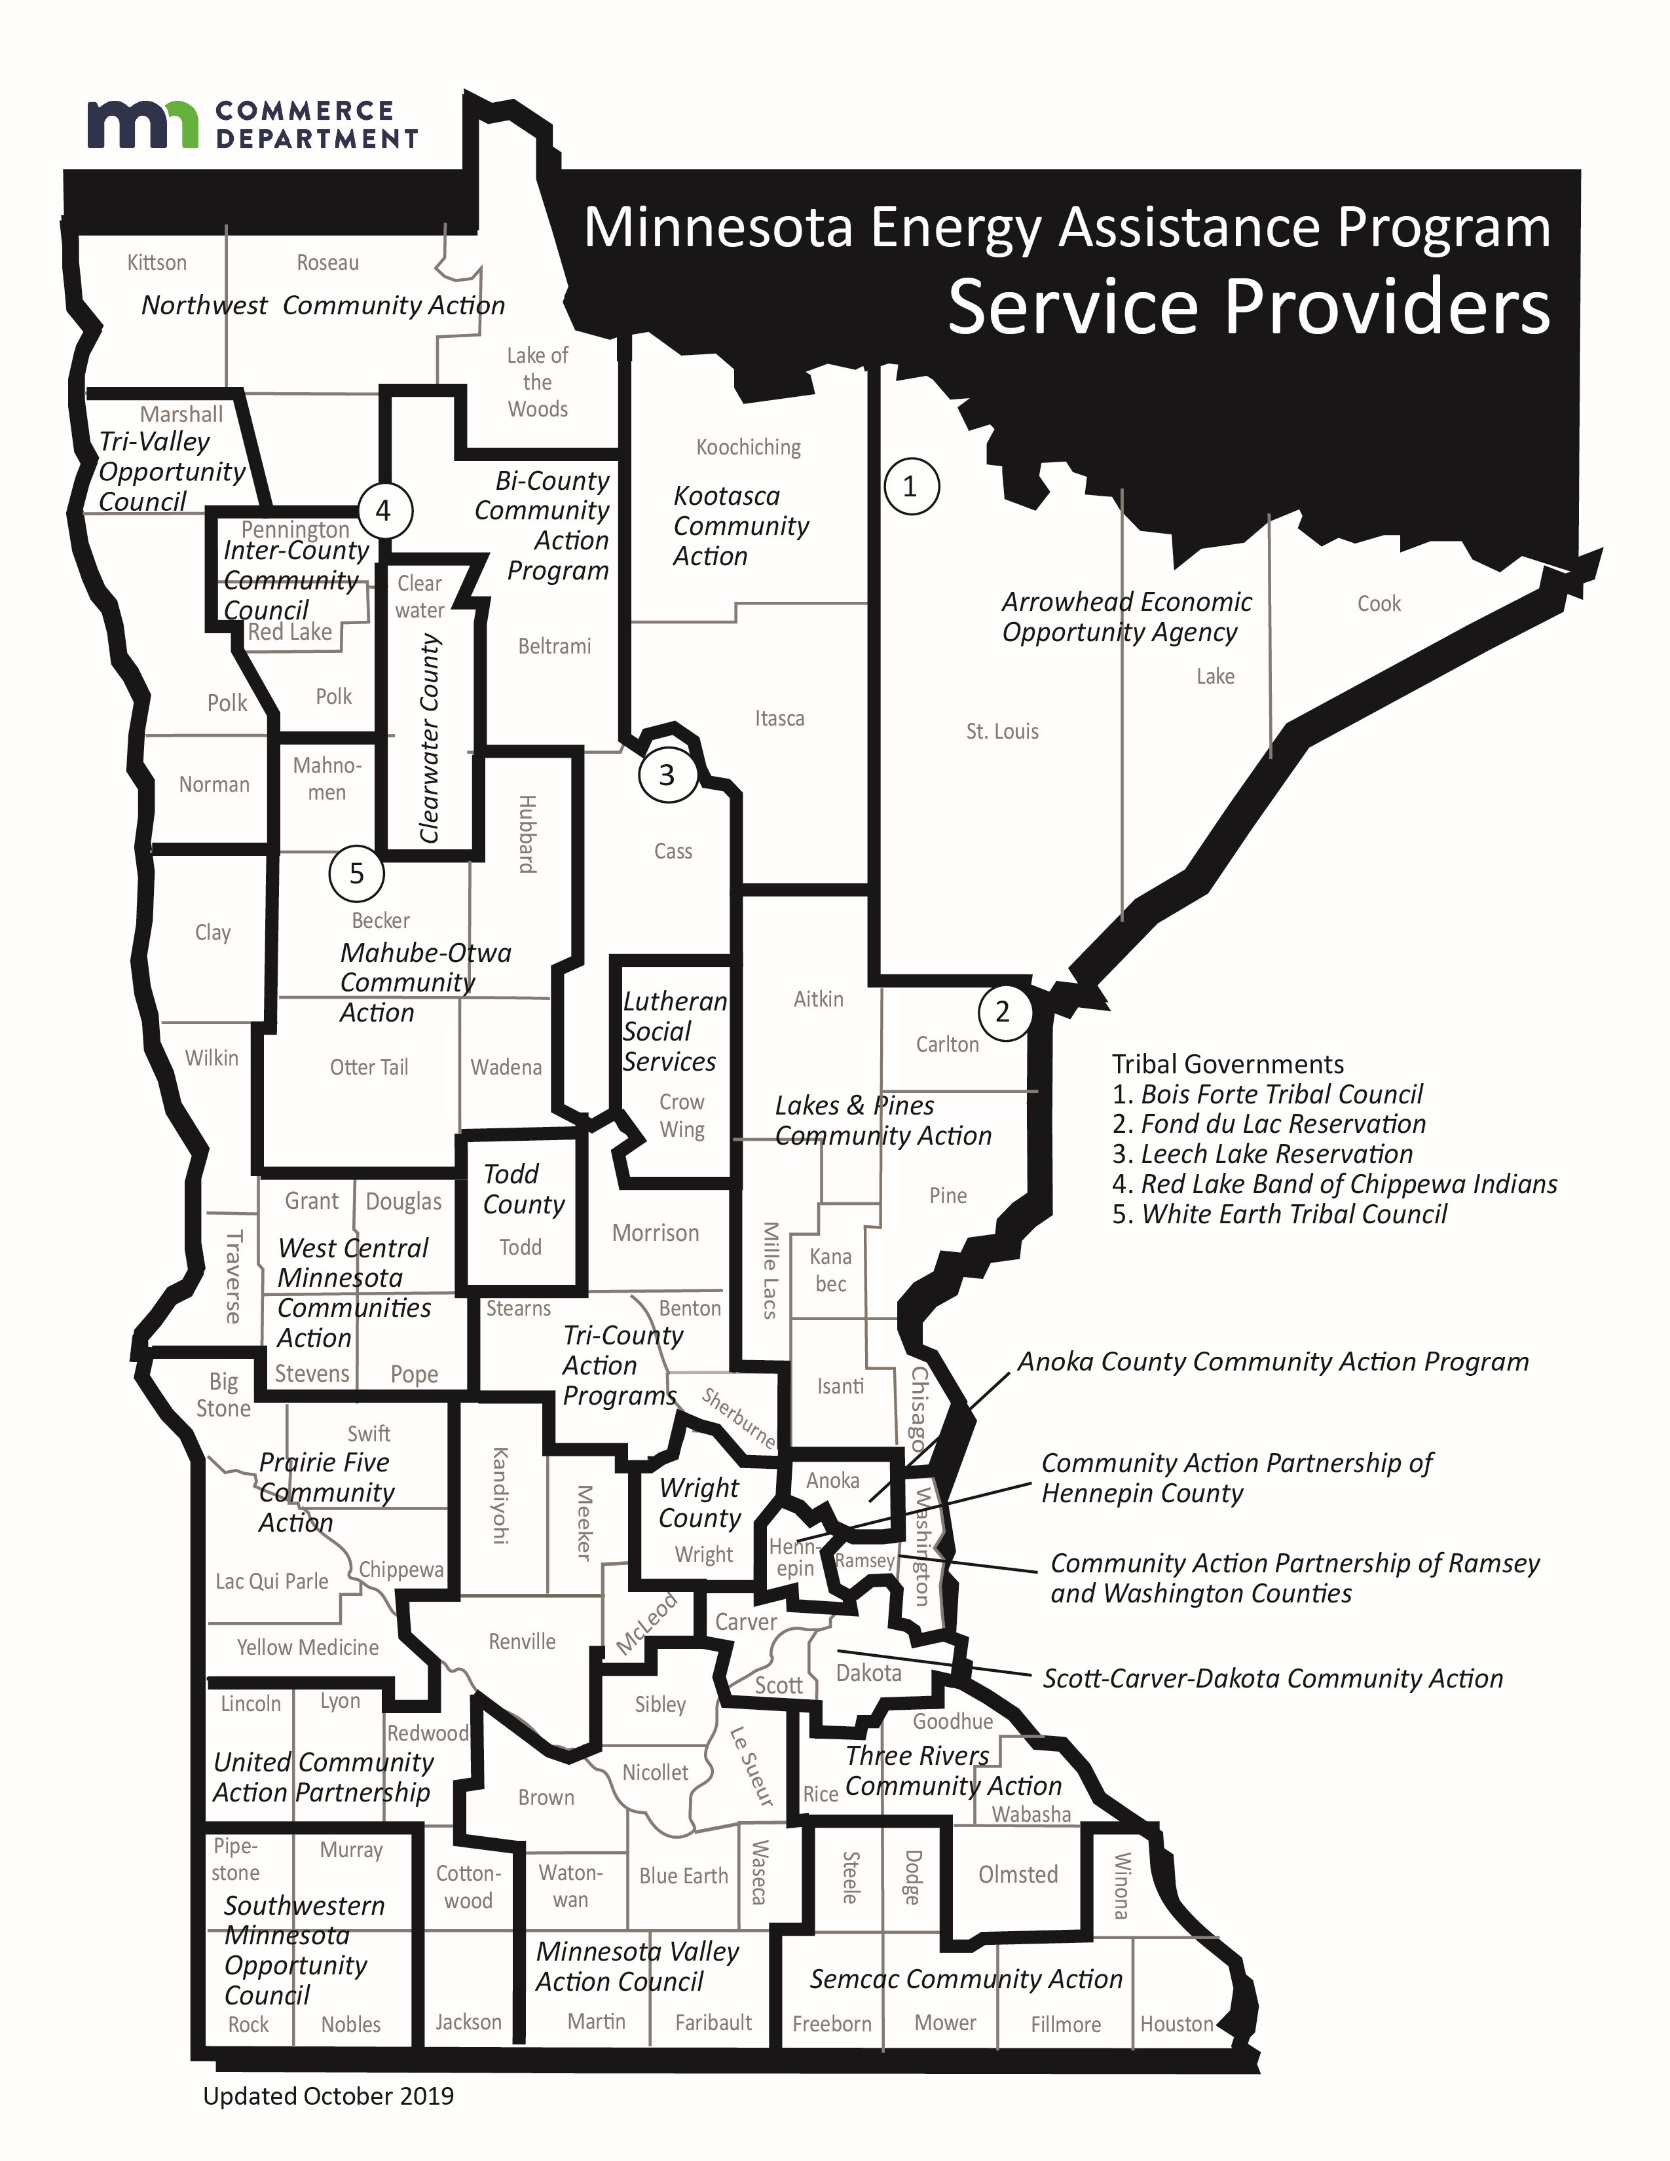 COMMERCE
DEPARTMENT
Minnesota Energy Assistance Program
Service Providers
Kittson
Roseau
Northwest Community Action
Lake of
the
Woods
Marshall
Tri-Valley
Opportunity
Council
Koochiching
Kootasca
Community
Action
Bi-County
Community
Action
Program
1
4
Pennington
Inter-County
Community
Council
Red Lake
Clear
water
Clearwater County
Beltrami
Arrowhead Economic
Opportunity Agency
Cook
Lake
St. Louis
Itasca
Polk
Polk
Norman
Mahno-
men
Hubbard
3
Cass
5
Becker
Clay
Mahube-Otwa
Community
Action
Lutheran
Social
Services
Crow
Wing
Aitkin
2
Carlton
Wilkin
Otter Tail
Wadena
Lakes & Pines
Community Action
Tribal Governments
1. Bois Forte Tribal Council
2. Fond du Lac Reservation
3. Leech Lake Reservation
4. Red Lake Band of Chippewa Indians
5. White Earth Tribal Council
Todd
County
Todd
Grant
Douglas
Traverse
West Central
Minnesota
Communities
Action
Stevens
Pope
Morrison
Mille Lacs
Kana
bec
Pine
Stearns
Benton
Tri-County
Action
Programs
Sherburne
Isanti
Chisago
Anoka County Community Action Program
Big
Stone
Swift
Prairie Five
Community
Action
Kandiyohi
Meeker
Wright
County
Wright
Anoka
Henn-
epin
Ramsey
Washington
Community Action Partnership of
Hennepin County
Community Action Partnership of Ramsey
and Washington Counties
Lac Qui Parle
Chippewa
Yellow Medicine
Renville
McLeod
Carver
Scott
Dakota
Scott-Carver-Dakota Community Action
Lincoln
Lyon
Redwood
United Community
Action Partnership
Sibley
Nicollet
Le Sueur
Brown
Goodhue
Three Rivers
Community Action
Rice
Wabasha
Pipe-
stone
Murray
Southwestern
Minnesota
Opportunity
Council
Rock
Nobles
Cotton-
wood
Jackson
Waton-
wan
Blue Earth
Waseca
Minnesota Valley
Action Council
Martin
Faribault
Steele
Dodge
Olmsted
Winona
Semcac Community Action
Freeborn
Mower
Fillmore
Houston
Updated October 2019